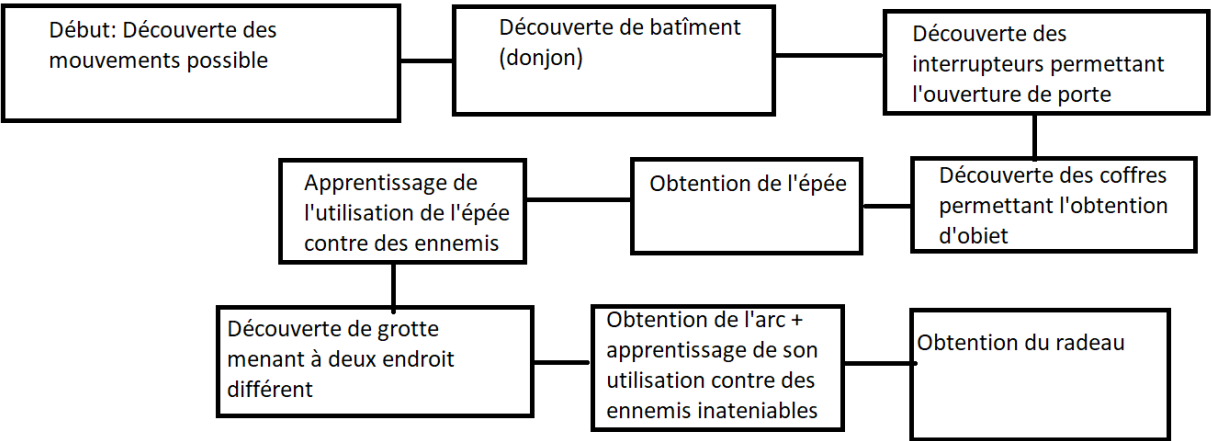 Début: Découverte des
mouvements possible
Découverte de batîment
(donjon)
Découverte des
interrupteurs permettant
l'ouverture de porte
Découverte des coffres
permettant l'obtention
d'obiet
Obtention de l'épée
Apprentissage de
l'utilisation de l'épée
contre des ennemis
Découverte de grotte
menant à deux endroit
différent
Obtention de l'arc +
apprentissage de son
utilisation contre des
ennemis inateniables
Obtention du radeau